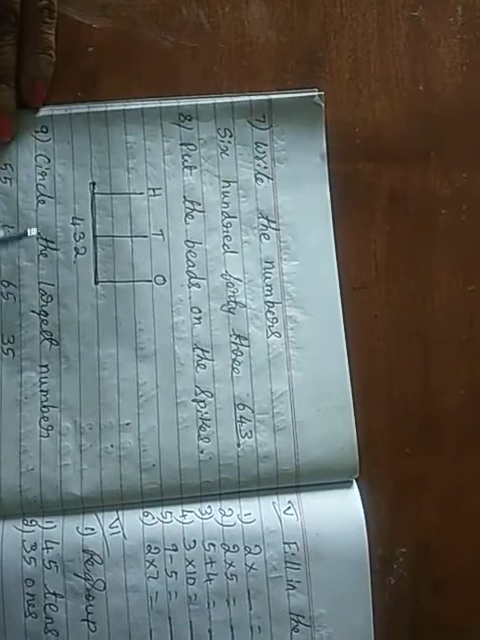 7) Write the numbers
Six hundred forty three 643.
8) Put the beads on the Spikes.
H T O
432
9) Circle the largest number
55 65 35
V Fill in the
1) 2 × _ =
2) 2 × 5 = _
3) 5 + 4 = _
4) 3 × 10 = _
5) 9 - 5 = _
6) 2 × 2 = _
VI
1) Regroup
1) 45 tens
2) 35 ones